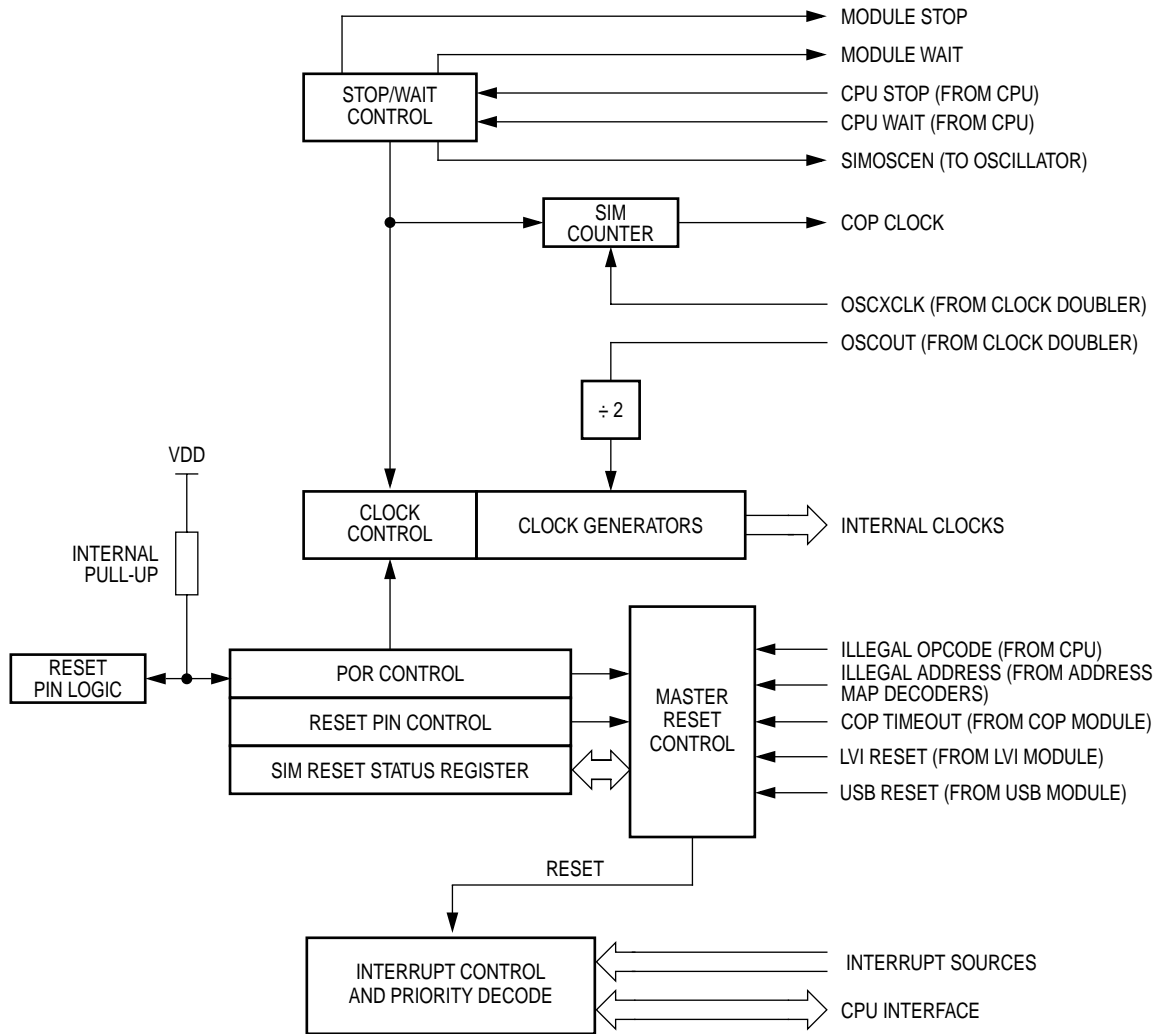 MODULE STOP
MODULE WAIT
STOP/WAIT
CONTROL
CPU STOP (FROM CPU)
CPU WAIT (FROM CPU)
SIMOSCEN (TO OSCILLATOR)
SIM
COUNTER
COP CLOCK
OSCXCLK (FROM CLOCK DOUBLER)
OSCOUT (FROM CLOCK DOUBLER)
÷ 2
VDD
INTERNAL
PULL-UP
CLOCK
CONTROL
CLOCK GENERATORS
INTERNAL CLOCKS
RESET
PIN LOGIC
POR CONTROL
RESET PIN CONTROL
SIM RESET STATUS REGISTER
MASTER
RESET
CONTROL
ILLEGAL OPCODE (FROM CPU)
ILLEGAL ADDRESS (FROM ADDRESS
MAP DECODERS)
COP TIMEOUT (FROM COP MODULE)
LVI RESET (FROM LVI MODULE)
USB RESET (FROM USB MODULE)
RESET
INTERRUPT CONTROL
AND PRIORITY DECODE
INTERRUPT SOURCES
CPU INTERFACE